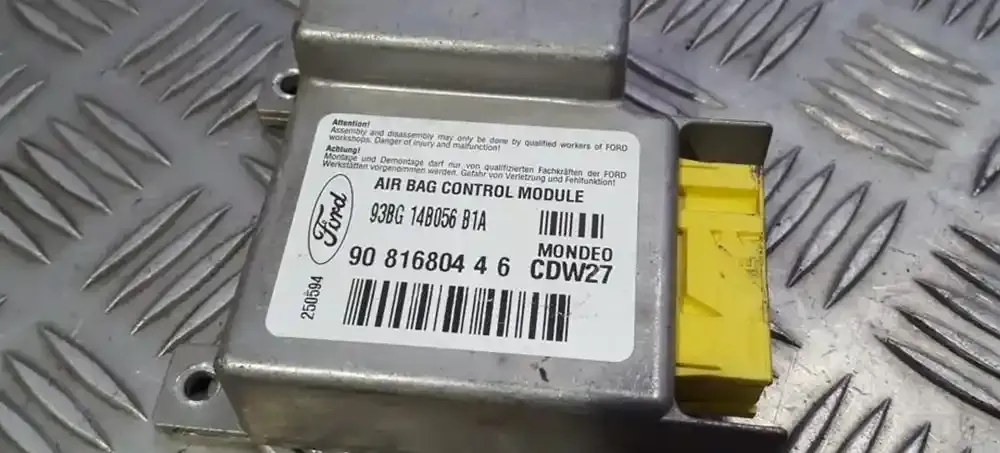 Attention!
Assembly and disassembly may only be done by qualified workers of FORD
workshops. Danger of injury and malfunction!
Achtung!
Montage und Demontage darf nur von qualifizierten Fachkräften der FORD
Werkstätten vorgenommen werden. Gefahr von Verletzung und Fehlfunktion!
AIR BAG CONTROL MODULE
Ford
93BG 14B056 B1A
MONDEO
90 816804 4 6 CDW27
250594